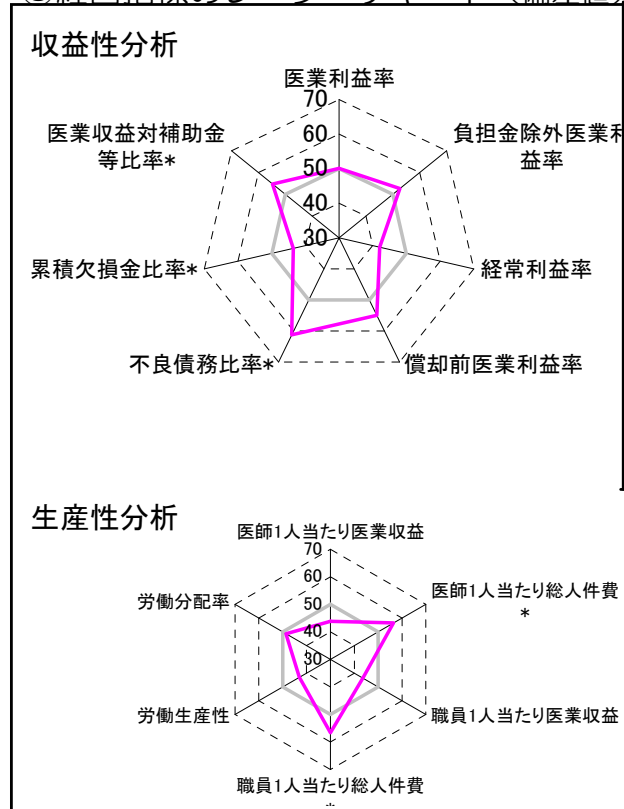 収益性分析
医業利益率
70
60
50
40
30
負担金除外医業利
益率
経常利益率
償却前医業利益率
不良債務比率*
累積欠損金比率*
医業収益対補助金
等比率*
生産性分析
医師1人当たり医業収益
70
60
50
40
30
医師1人当たり総人件費
*
職員1人当たり医業収益
職員1人当たり総人件費
*
労働生産性
労働分配率